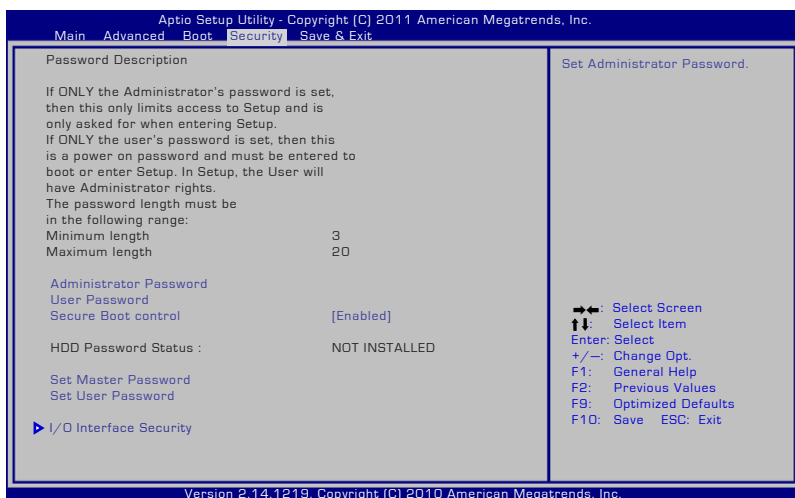 Aptio Setup Utility - Copyright (C) 2011 American Megatrends, Inc.
Main Advanced Boot Security Save & Exit
Password Description
If ONLY the Administrator's password is set,
then this only limits access to Setup and is
only asked for when entering Setup.
If ONLY the user's password is set, then this
is a power on password and must be entered to
boot or enter Setup. In Setup, the User will
have Administrator rights.
The password length must be
in the following range:
Minimum length 3
Maximum length 20
Administrator Password
User Password
Secure Boot control [Enabled]
HDD Password Status : NOT INSTALLED
Set Master Password
Set User Password
I/O Interface Security
Set Administrator Password.
→←: Select Screen
↑↓: Select Item
Enter: Select
+/—: Change Opt.
F1: General Help
F2: Previous Values
F9: Optimized Defaults
F10: Save ESC: Exit
Version 2.14.1219. Copyright (C) 2010 American Megatrends, Inc.